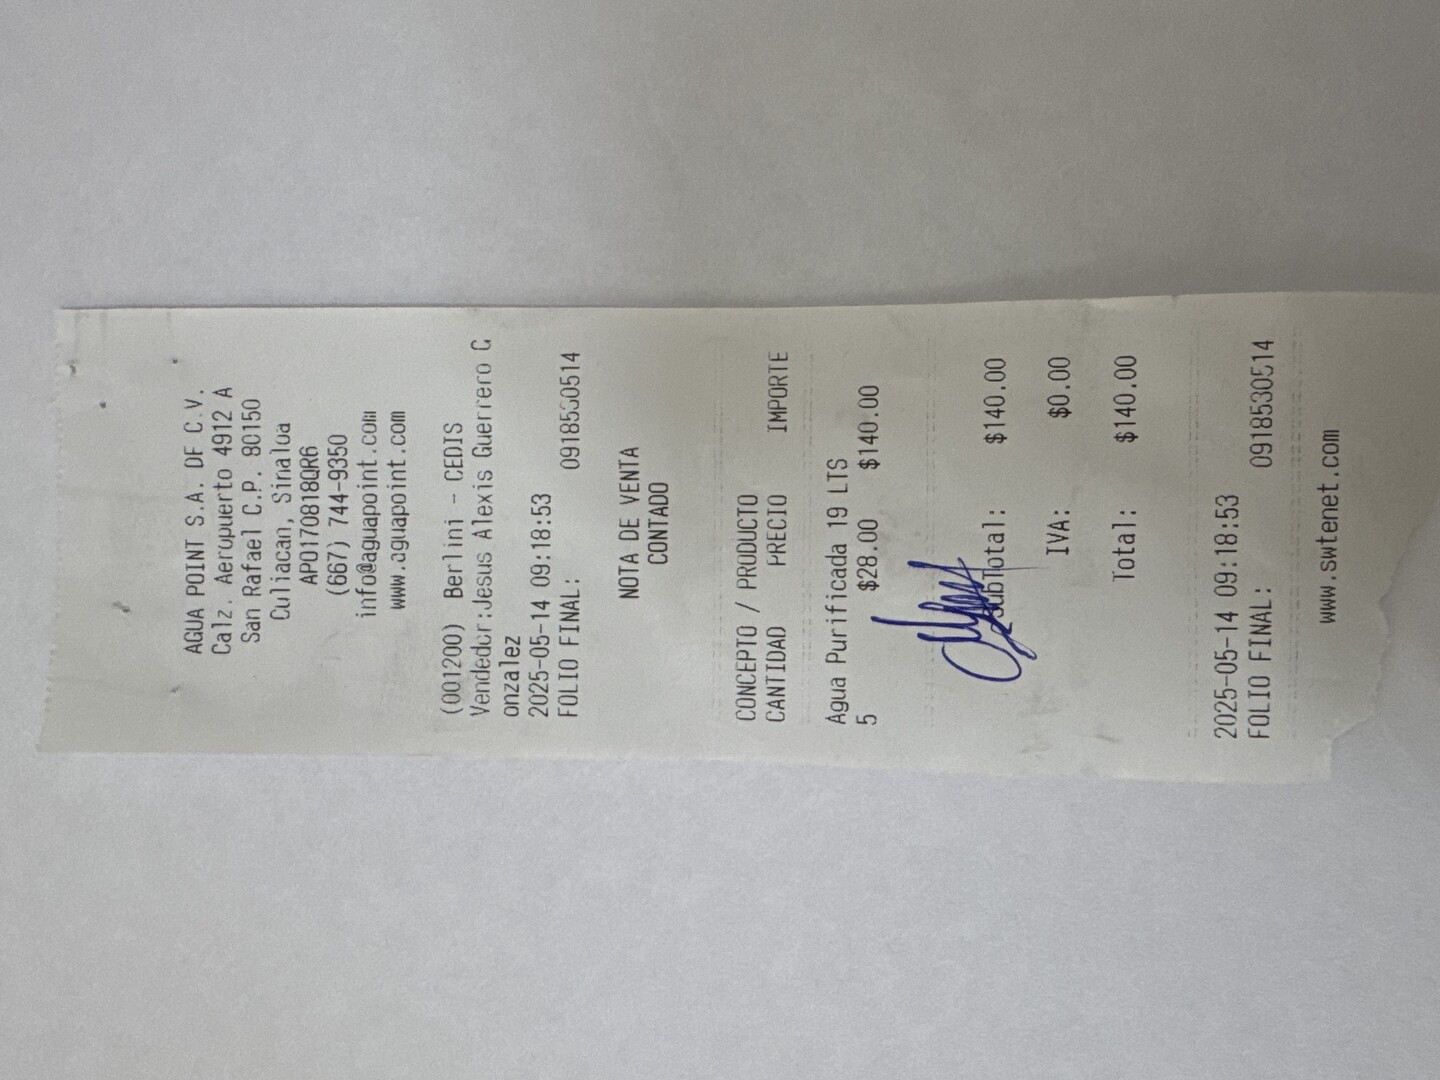 AGUA POINT S.A. DE C.V.
Calz. Aeropuerto 4912 A
San Rafael C.P. 80150
Culiacan, Sinaloa
APO170818QR6
(667) 744-9350
info@aguapoint.com
www.aguapoint.com
(001200) Berlini - CEDIS
Vendedor:Jesus Alexis Guerrero G
onzalez
2025-05-14 09:18:53
FOLIO FINAL: 0918530514
NOTA DE VENTA
CONTADO
CONCEPTO / PRODUCTO
CANTIDAD PRECIO IMPORTE
Agua Purificada 19 LTS
5 $28.00 $140.00
SubTotal: $140.00
IVA: $0.00
Total: $140.00
2025-05-14 09:18:53
FOLIO FINAL: 0918530514
www.swtenet.com